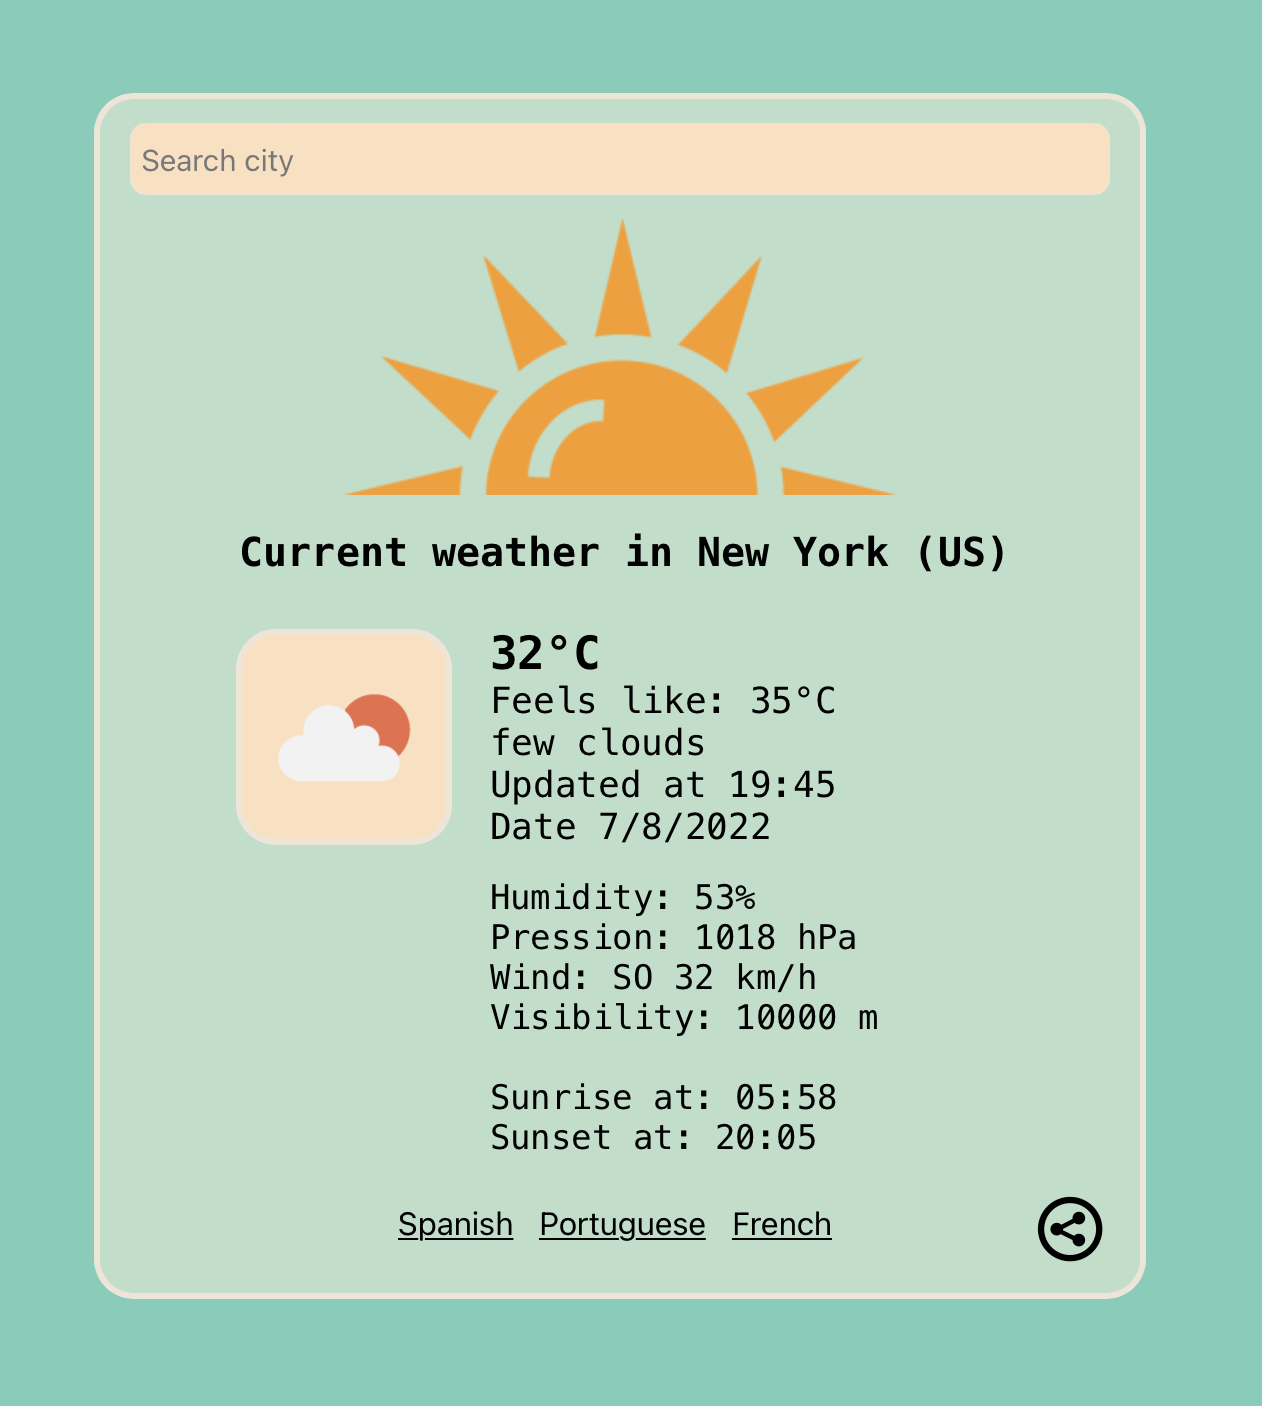 Search city
Current weather in New York (US)
32°C
Feels like: 35°C
few clouds
Updated at 19:45
Date 7/8/2022
Humidity: 53%
Pression: 1018 hPa
Wind: SO 32 km/h
Visibility: 10000 m
Sunrise at: 05:58
Sunset at: 20:05
Spanish Portuguese French